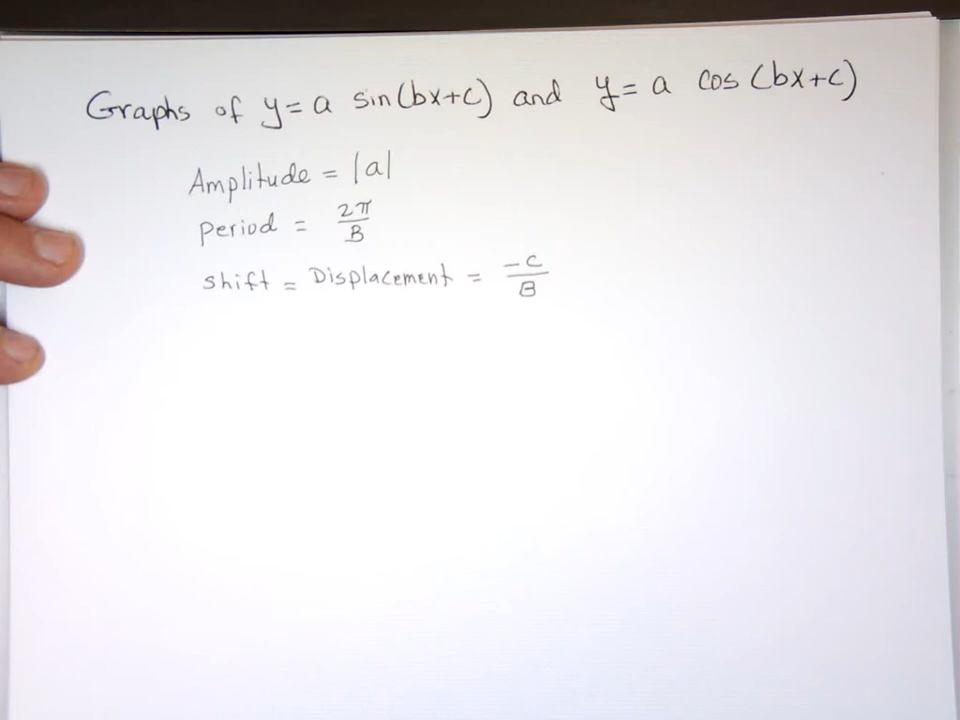 Graphs of y = a sin(bx+c) and y = a cos(bx+c)
Amplitude = |a|
period = 2π/B
shift = Displacement = -C/B